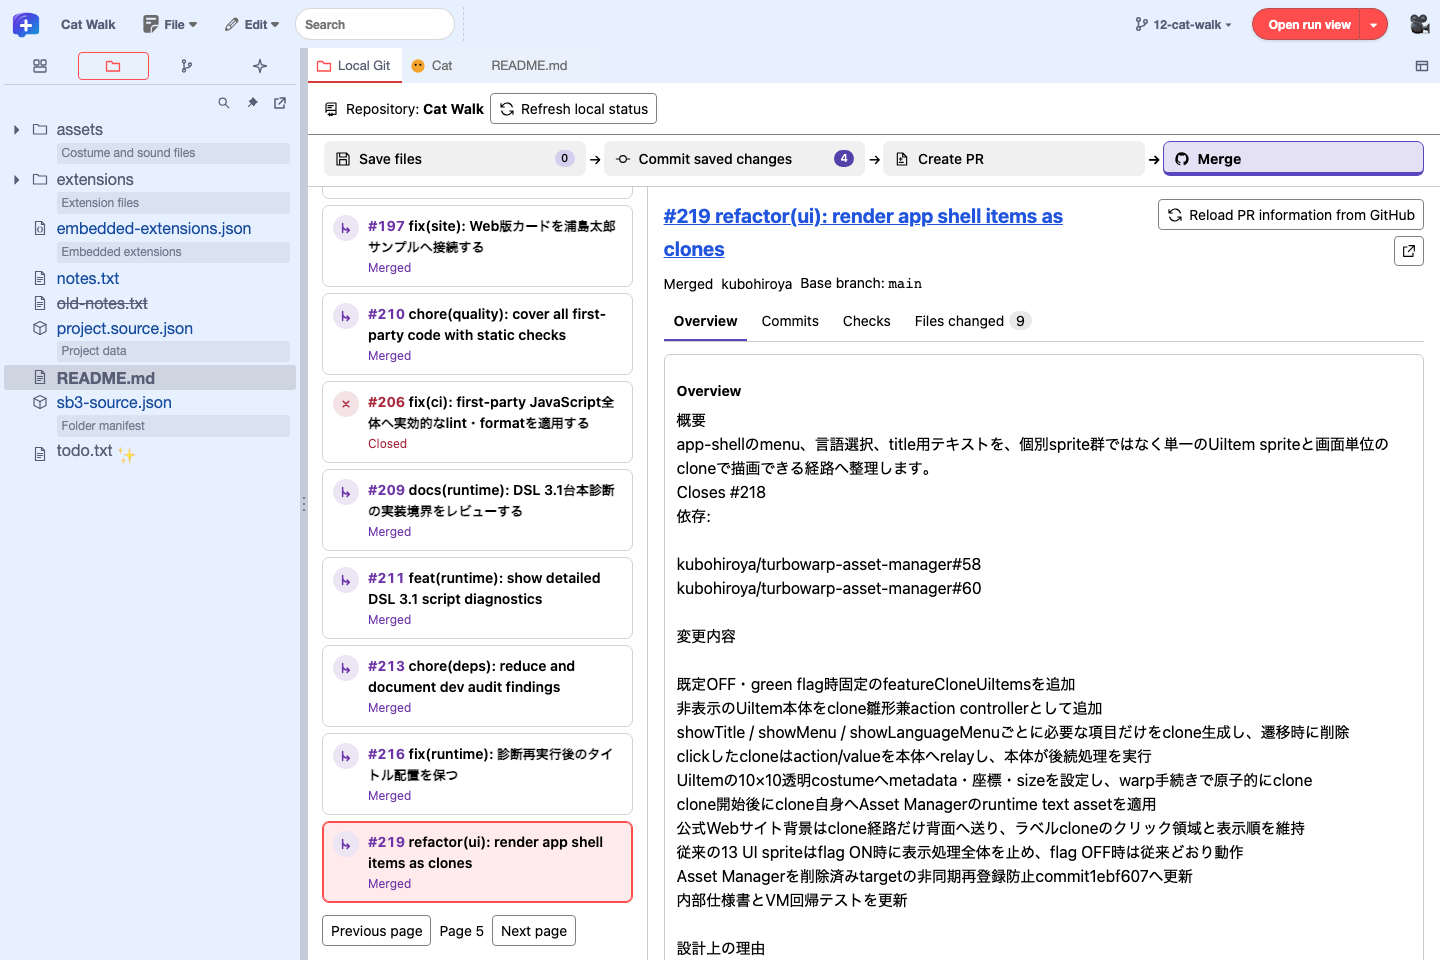 Cat Walk
File
Edit
Search
12-cat-walk
Open run view
Local Git
Cat
README.md
assets
Costume and sound files
extensions
Extension files
embedded-extensions.json
Embedded extensions
notes.txt
old-notes.txt
project.source.json
Project data
README.md
sb3-source.json
Folder manifest
todo.txt
Repository: Cat Walk
Refresh local status
Save files 0
Commit saved changes 4
Create PR
Merge
#197 fix(site): Web版カードを浦島太郎
サンプルへ接続する
Merged
#210 chore(quality): cover all first-
party code with static checks
Merged
#206 fix(ci): first-party JavaScript全
体へ実効的なlint・formatを適用する
Closed
#209 docs(runtime): DSL 3.1台本診断
の実装境界をレビューする
Merged
#211 feat(runtime): show detailed
DSL 3.1 script diagnostics
Merged
#213 chore(deps): reduce and
document dev audit findings
Merged
#216 fix(runtime): 診断再実行後のタイ
トル配置を保つ
Merged
#219 refactor(ui): render app shell
items as clones
Merged
Previous page
Page 5
Next page
#219 refactor(ui): render app shell items as
clones
Reload PR information from GitHub
Merged kubohiroya Base branch: main
Overview
Commits
Checks
Files changed 9
Overview
概要
app-shellのmenu、言語選択、title用テキストを、個別sprite群ではなく単一のUiItem spriteと画面単位の
cloneで描画できる経路へ整理します。
Closes #218
依存:
kubohiroya/turbowarp-asset-manager#58
kubohiroya/turbowarp-asset-manager#60
変更内容
既定OFF・green flag時固定のfeatureCloneUiItemsを追加
非表示のUiItem本体をclone雛形兼action controllerとして追加
showTitle / showMenu / showLanguageMenuごとに必要な項目だけをclone生成し、遷移時に削除
clickしたcloneはaction/valueを本体へrelayし、本体が後続処理を実行
UiItemの10×10透明costumeへmetadata・座標・sizeを設定し、warp手続きで原子的にclone
clone開始後にclone自身へAsset Managerのruntime text assetを適用
公式Webサイト背景はclone経路だけ背面へ送り、ラベルcloneのクリック領域と表示順を維持
従来の13 UI spriteはflag ON時に表示処理全体を止め、flag OFF時は従来どおり動作
Asset Managerを削除済みtargetの非同期再登録防止commit1ebf607へ更新
内部仕様書とVM回帰テストを更新
設計上の理由